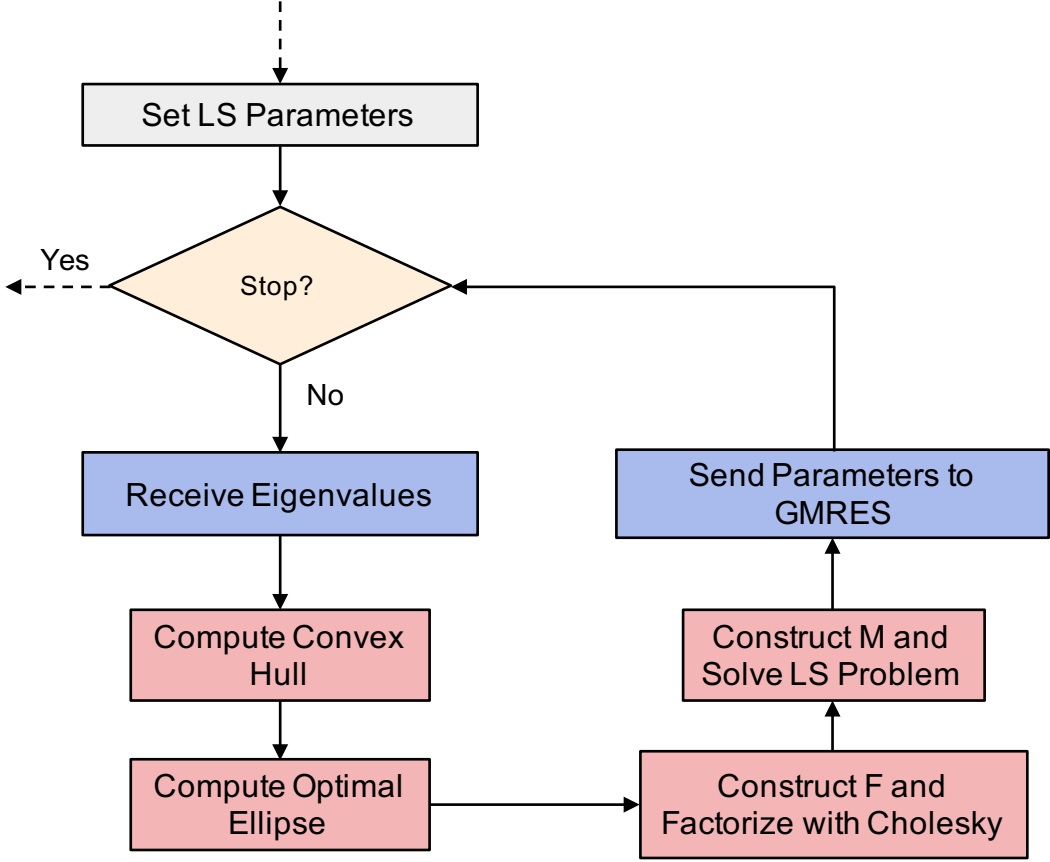 Set LS Parameters
Yes
Stop?
No
Receive Eigenvalues
Compute Convex
Hull
Compute Optimal
Ellipse
Construct F and
Factorize with Cholesky
Construct M and
Solve LS Problem
Send Parameters to
GMRES